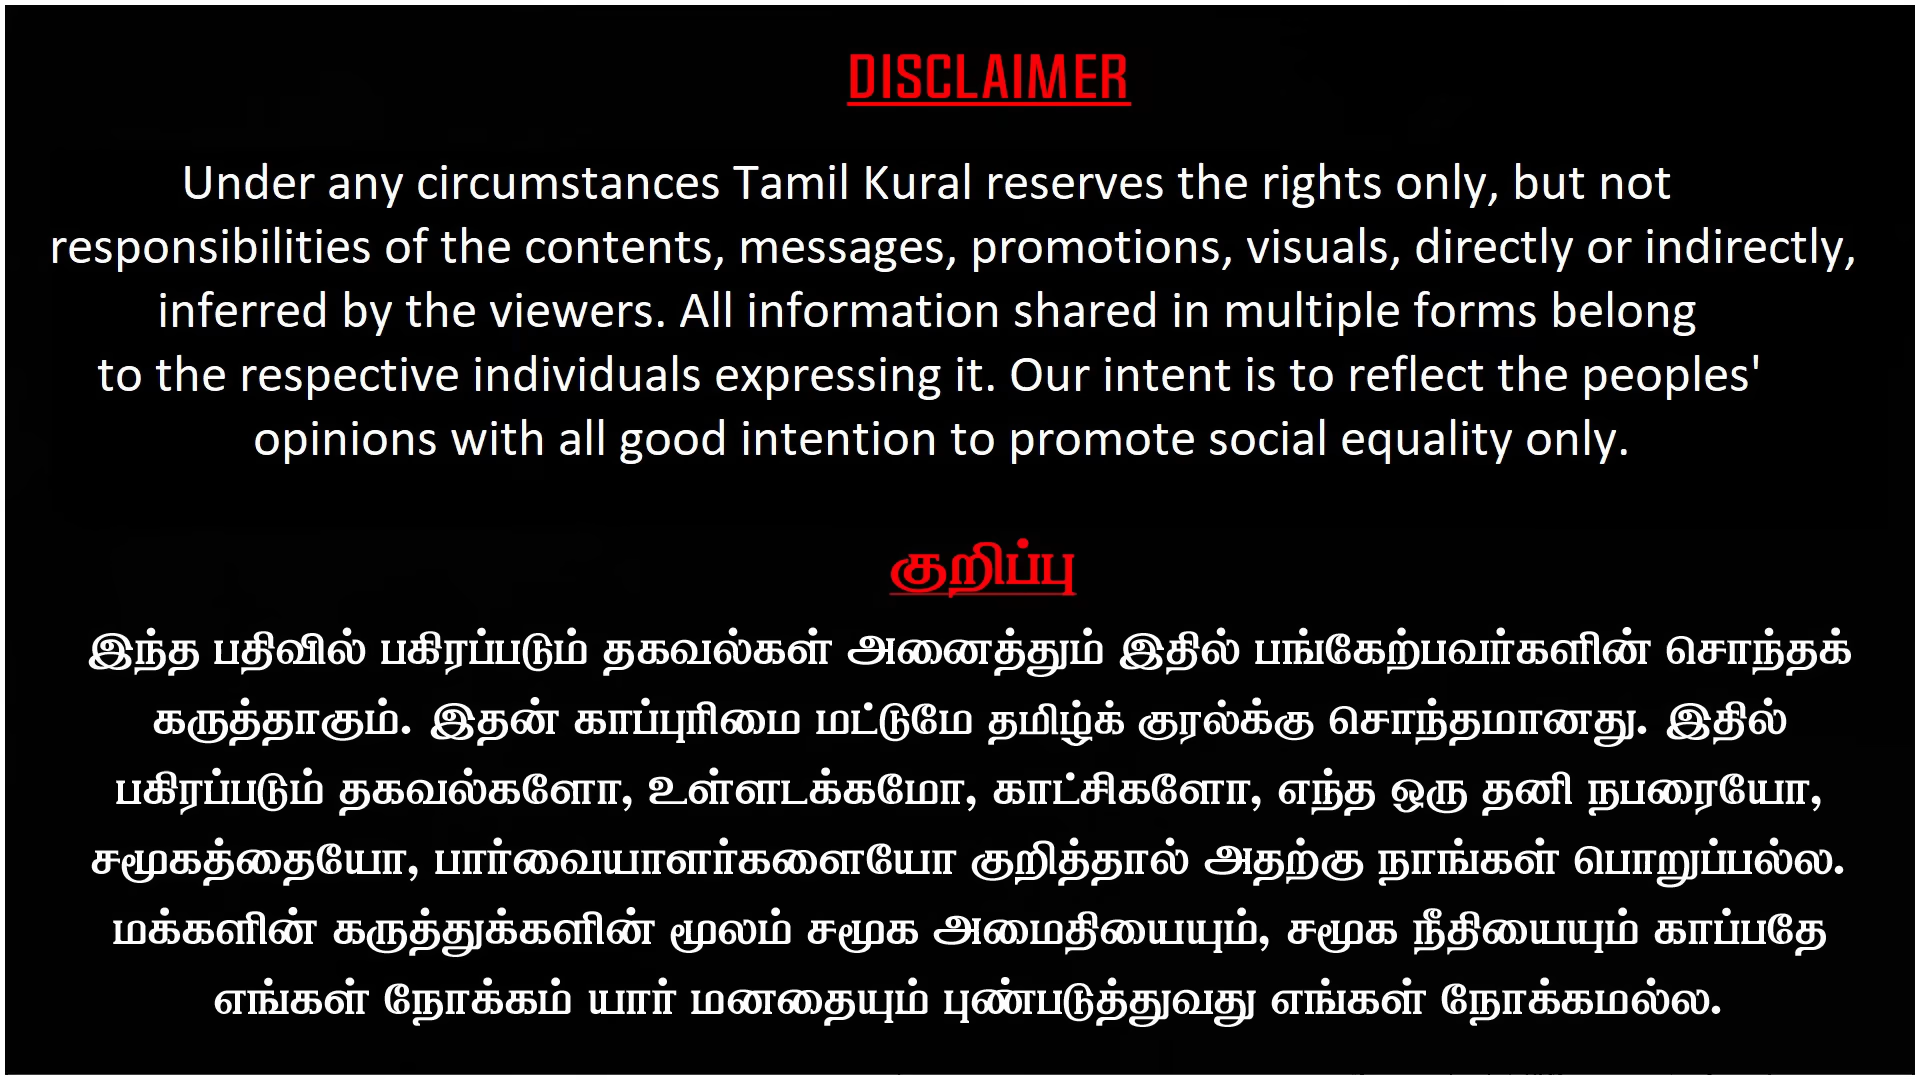 DISCLAIMER
Under any circumstances Tamil Kural reserves the rights only, but not
responsibilities of the contents, messages, promotions, visuals, directly or indirectly,
inferred by the viewers. All information shared in multiple forms belong
to the respective individuals expressing it. Our intent is to reflect the peoples'
opinions with all good intention to promote social equality only.
குறிப்பு
இந்த பதிவில் பகிரப்படும் தகவல்கள் அனைத்தும் இதில் பங்கேற்பவர்களின் சொந்தக்
கருத்தாகும். இதன் காப்புரிமை மட்டுமே தமிழ்க் குரல்க்கு சொந்தமானது. இதில்
பகிரப்படும் தகவல்களோ, உள்ளடக்கமோ, காட்சிகளோ, எந்த ஒரு தனி நபரையோ,
சமூகத்தையோ, பார்வையாளர்களையோ குறித்தால் அதற்கு நாங்கள் பொறுப்பல்ல.
மக்களின் கருத்துக்களின் மூலம் சமூக அமைதியையும், சமூக நீதியையும் காப்பதே
எங்கள் நோக்கம் யார் மனதையும் புண்படுத்துவது எங்கள் நோக்கமல்ல.